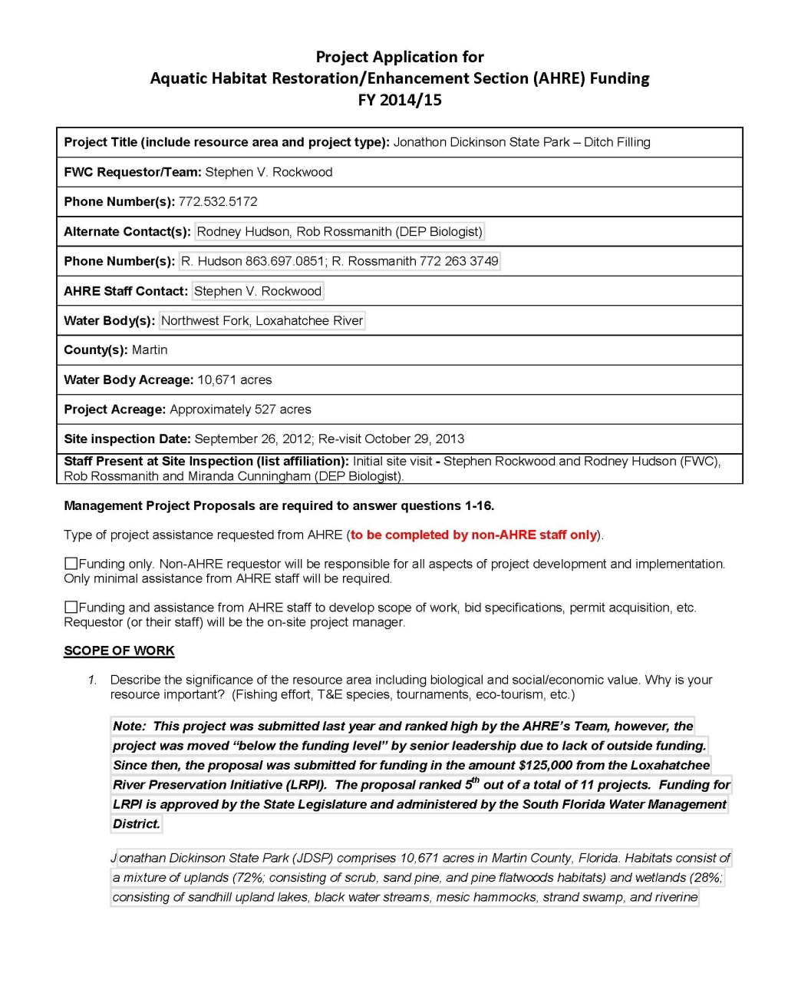 Project Application for
Aquatic Habitat Restoration/Enhancement Section (AHRE) Funding
FY 2014/15
Project Title (include resource area and project type): Jonathon Dickinson State Park – Ditch Filling
FWC Requestor/Team: Stephen V. Rockwood
Phone Number(s): 772.532.5172
Alternate Contact(s): Rodney Hudson, Rob Rossmanith (DEP Biologist)
Phone Number(s): R. Hudson 863.697.0851; R. Rossmanith 772 263 3749
AHRE Staff Contact: Stephen V. Rockwood
Water Body(s): Northwest Fork, Loxahatchee River
County(s): Martin
Water Body Acreage: 10,671 acres
Project Acreage: Approximately 527 acres
Site inspection Date: September 26, 2012; Re-visit October 29, 2013
Staff Present at Site Inspection (list affiliation): Initial site visit - Stephen Rockwood and Rodney Hudson (FWC),
Rob Rossmanith and Miranda Cunningham (DEP Biologist).
Management Project Proposals are required to answer questions 1-16.
Type of project assistance requested from AHRE (to be completed by non-AHRE staff only).
☐Funding only. Non-AHRE requestor will be responsible for all aspects of project development and implementation.
Only minimal assistance from AHRE staff will be required.
☐Funding and assistance from AHRE staff to develop scope of work, bid specifications, permit acquisition, etc.
Requestor (or their staff) will be the on-site project manager.
SCOPE OF WORK
1. Describe the significance of the resource area including biological and social/economic value. Why is your
resource important? (Fishing effort, T&E species, tournaments, eco-tourism, etc.)
Note: This project was submitted last year and ranked high by the AHRE's Team, however, the
project was moved “below the funding level” by senior leadership due to lack of outside funding.
Since then, the proposal was submitted for funding in the amount $125,000 from the Loxahatchee
River Preservation Initiative (LRPI). The proposal ranked 5th out of a total of 11 projects. Funding for
LRPI is approved by the State Legislature and administered by the South Florida Water Management
District.
Jonathan Dickinson State Park (JDSP) comprises 10,671 acres in Martin County, Florida. Habitats consist of
a mixture of uplands (72%; consisting of scrub, sand pine, and pine flatwoods habitats) and wetlands (28%;
consisting of sandhill upland lakes, black water streams, mesic hammocks, strand swamp, and riverine